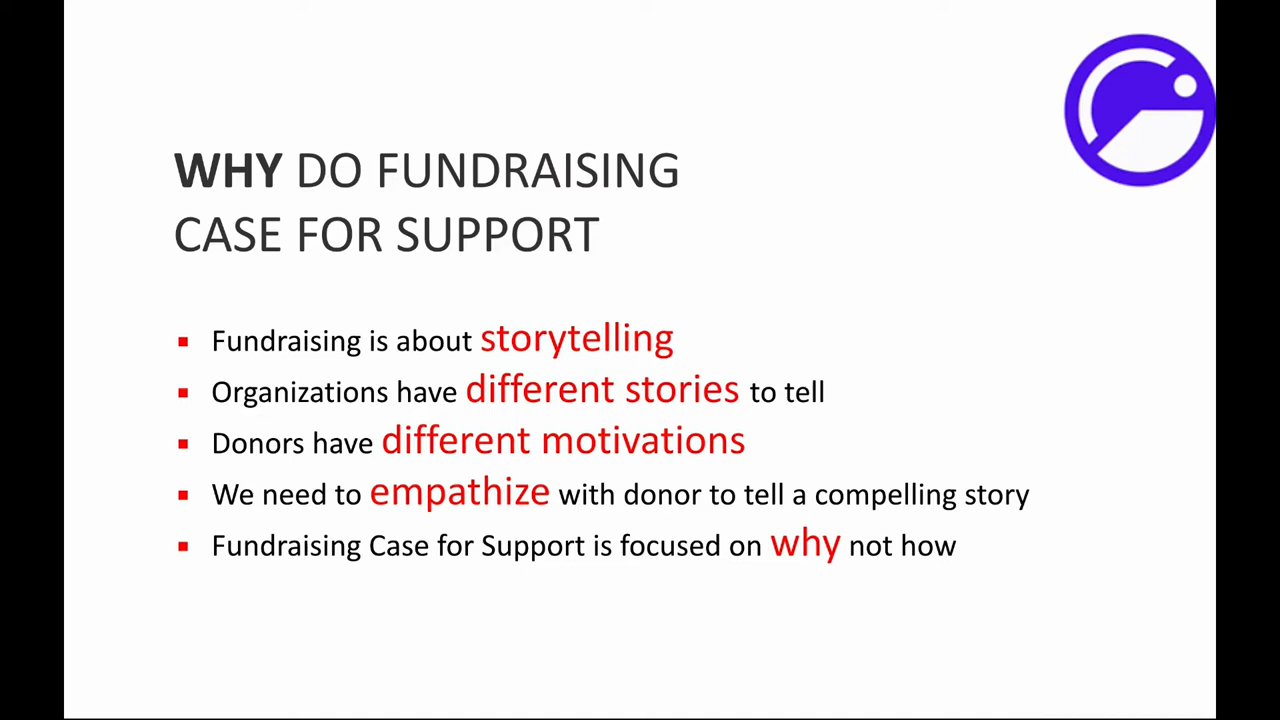 WHY DO FUNDRAISING
CASE FOR SUPPORT
Fundraising is about storytelling
Organizations have different stories to tell
Donors have different motivations
We need to empathize with donor to tell a compelling story
Fundraising Case for Support is focused on why not how